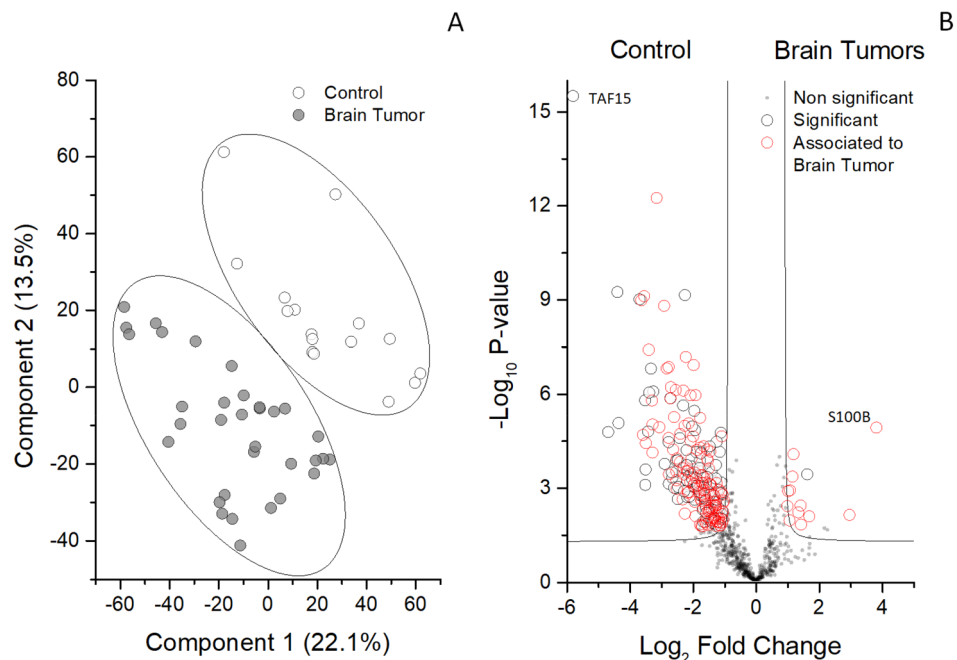 A
Control
Brain Tumor
80
60
40
20
0
-20
-40
-60
-40
-20
0
20
40
60
Component 2 (13.5%)
Component 1 (22.1%)
B
Control
Brain Tumors
TAF15
Non significant
Significant
Associated to
Brain Tumor
S100B
15
12
9
6
3
0
-6
-4
-2
0
2
4
-Log10 P-value
Log2 Fold Change